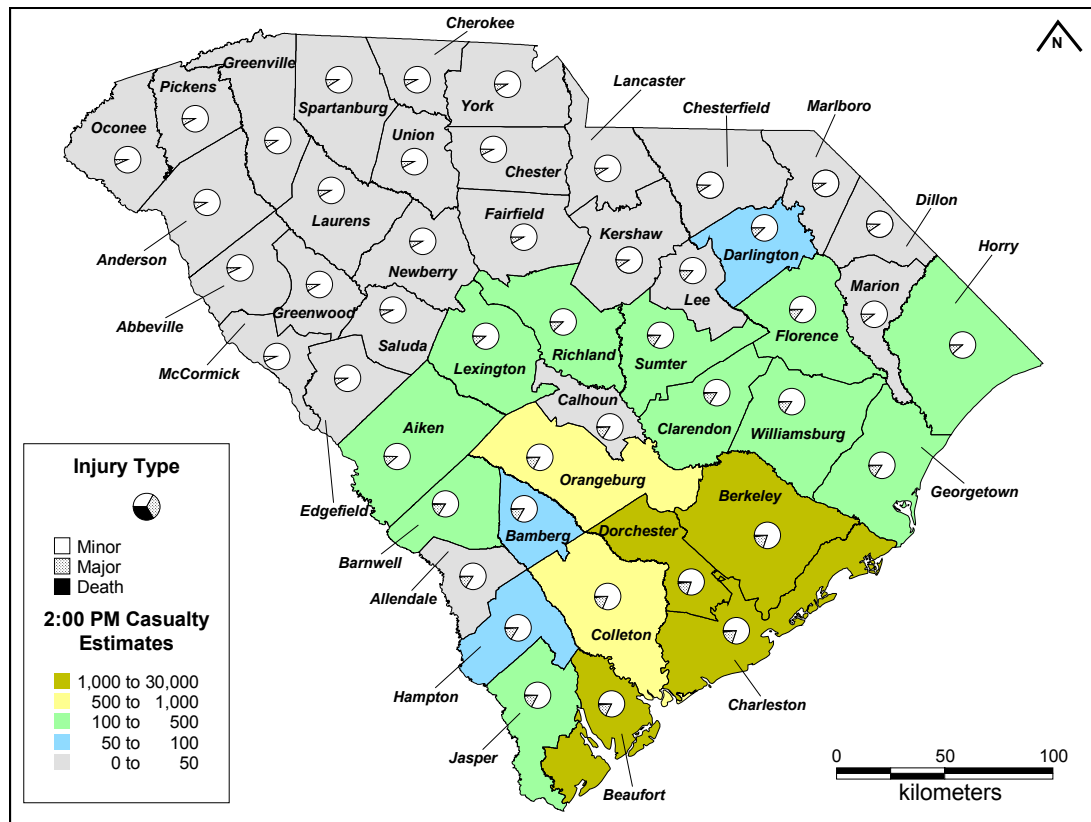 Cherokee
N
Greenville
Lancaster
Pickens
Spartanburg
York
Chesterfield
Marlboro
Oconee
Union
Chester
Laurens
Fairfield
Dillon
Kershaw
Horry
Anderson
Newberry
Darlington
Lee
Marion
Abbeville
Greenwood
Saluda
Richland
Florence
McCormick
Lexington
Sumter
Calhoun
Aiken
Clarendon
Williamsburg
Injury Type
Orangeburg
Georgetown
Berkeley
Edgefield
Dorchester
Bamberg
Barnwell
Minor
Major
Death
Allendale
2:00 PM Casualty
Estimates
Colleton
1,000 to 30,000
500 to 1,000
100 to 500
50 to 100
0 to 50
Hampton
Charleston
Jasper
Beaufort
0 50 100
kilometers